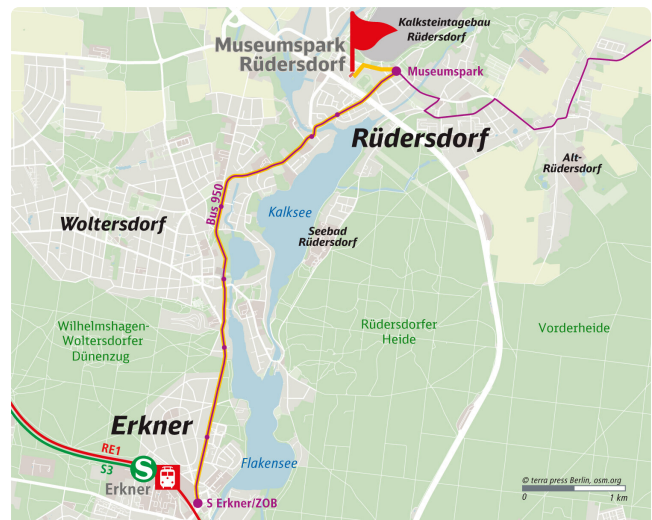 Kalksteintagebau
Rüdersdorf
Museumspark
Rüdersdorf
Museumspark
Rüdersdorf
Alt-
Rüdersdorf
Bus 950
Kalksee
Woltersdorf
Seebad
Rüdersdorf
Wilhelmshagen-
Woltersdorfer
Dünenzug
Rüdersdorfer
Heide
Vorderheide
Erkner
RE1
S3
S
Erkner
Flakensee
S Erkner/ZOB
© terra press Berlin, osm.org
0 1 km